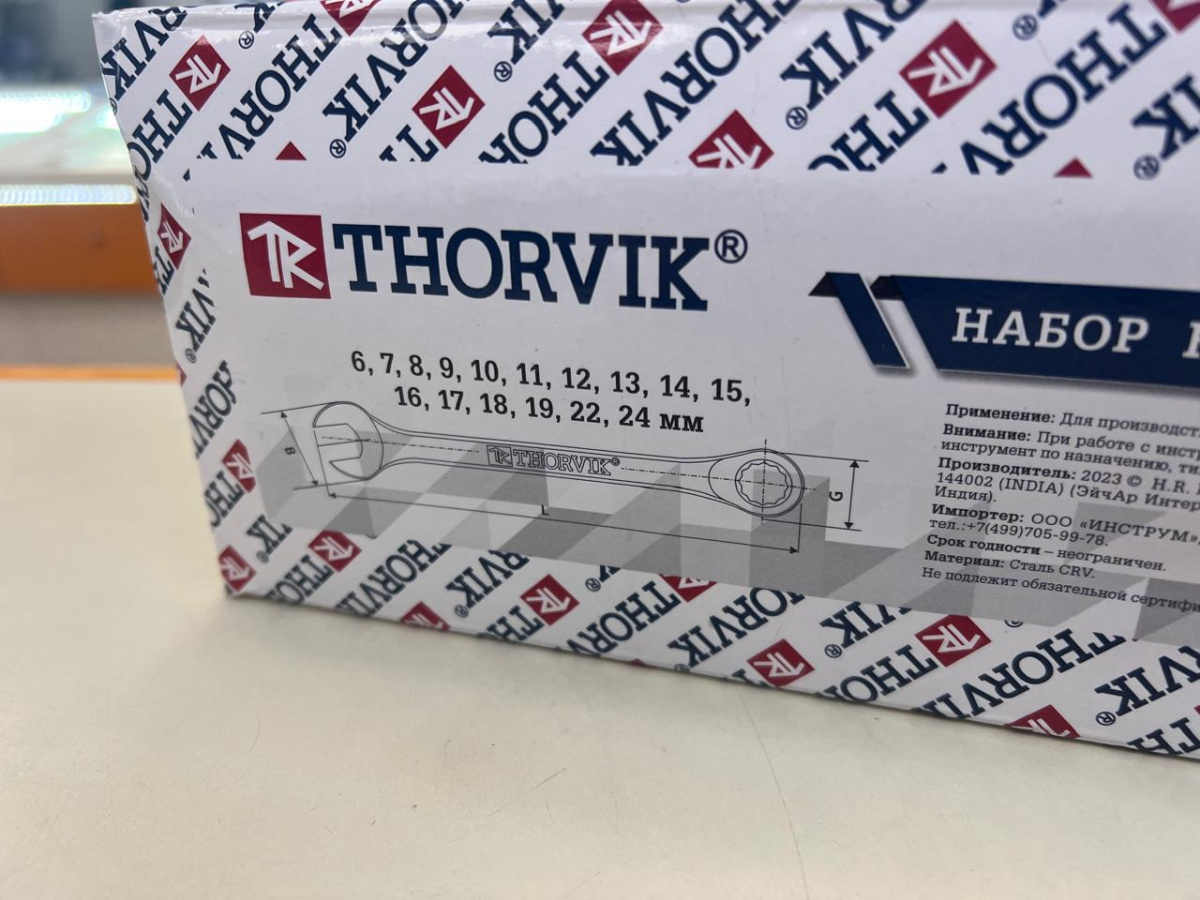 THORVIK®
6, 7, 8, 9, 10, 11, 12, 13, 14, 15,
16, 17, 18, 19, 22, 24 мм
THORVIK®
B
G
НАБОР
Применение: Для производст
Внимание: При работе с инст
инструмент по назначению,
Производитель: 2023 © H.R.
144002 (INDIA) (ЭйчАр Интер
Индия).
Импортер: ООО «ИНСТРУМ».
тел.:+7(499)705-99-78.
Срок годности – неограничен.
Материал: Сталь CRV.
Не подлежит обязательной сертифи